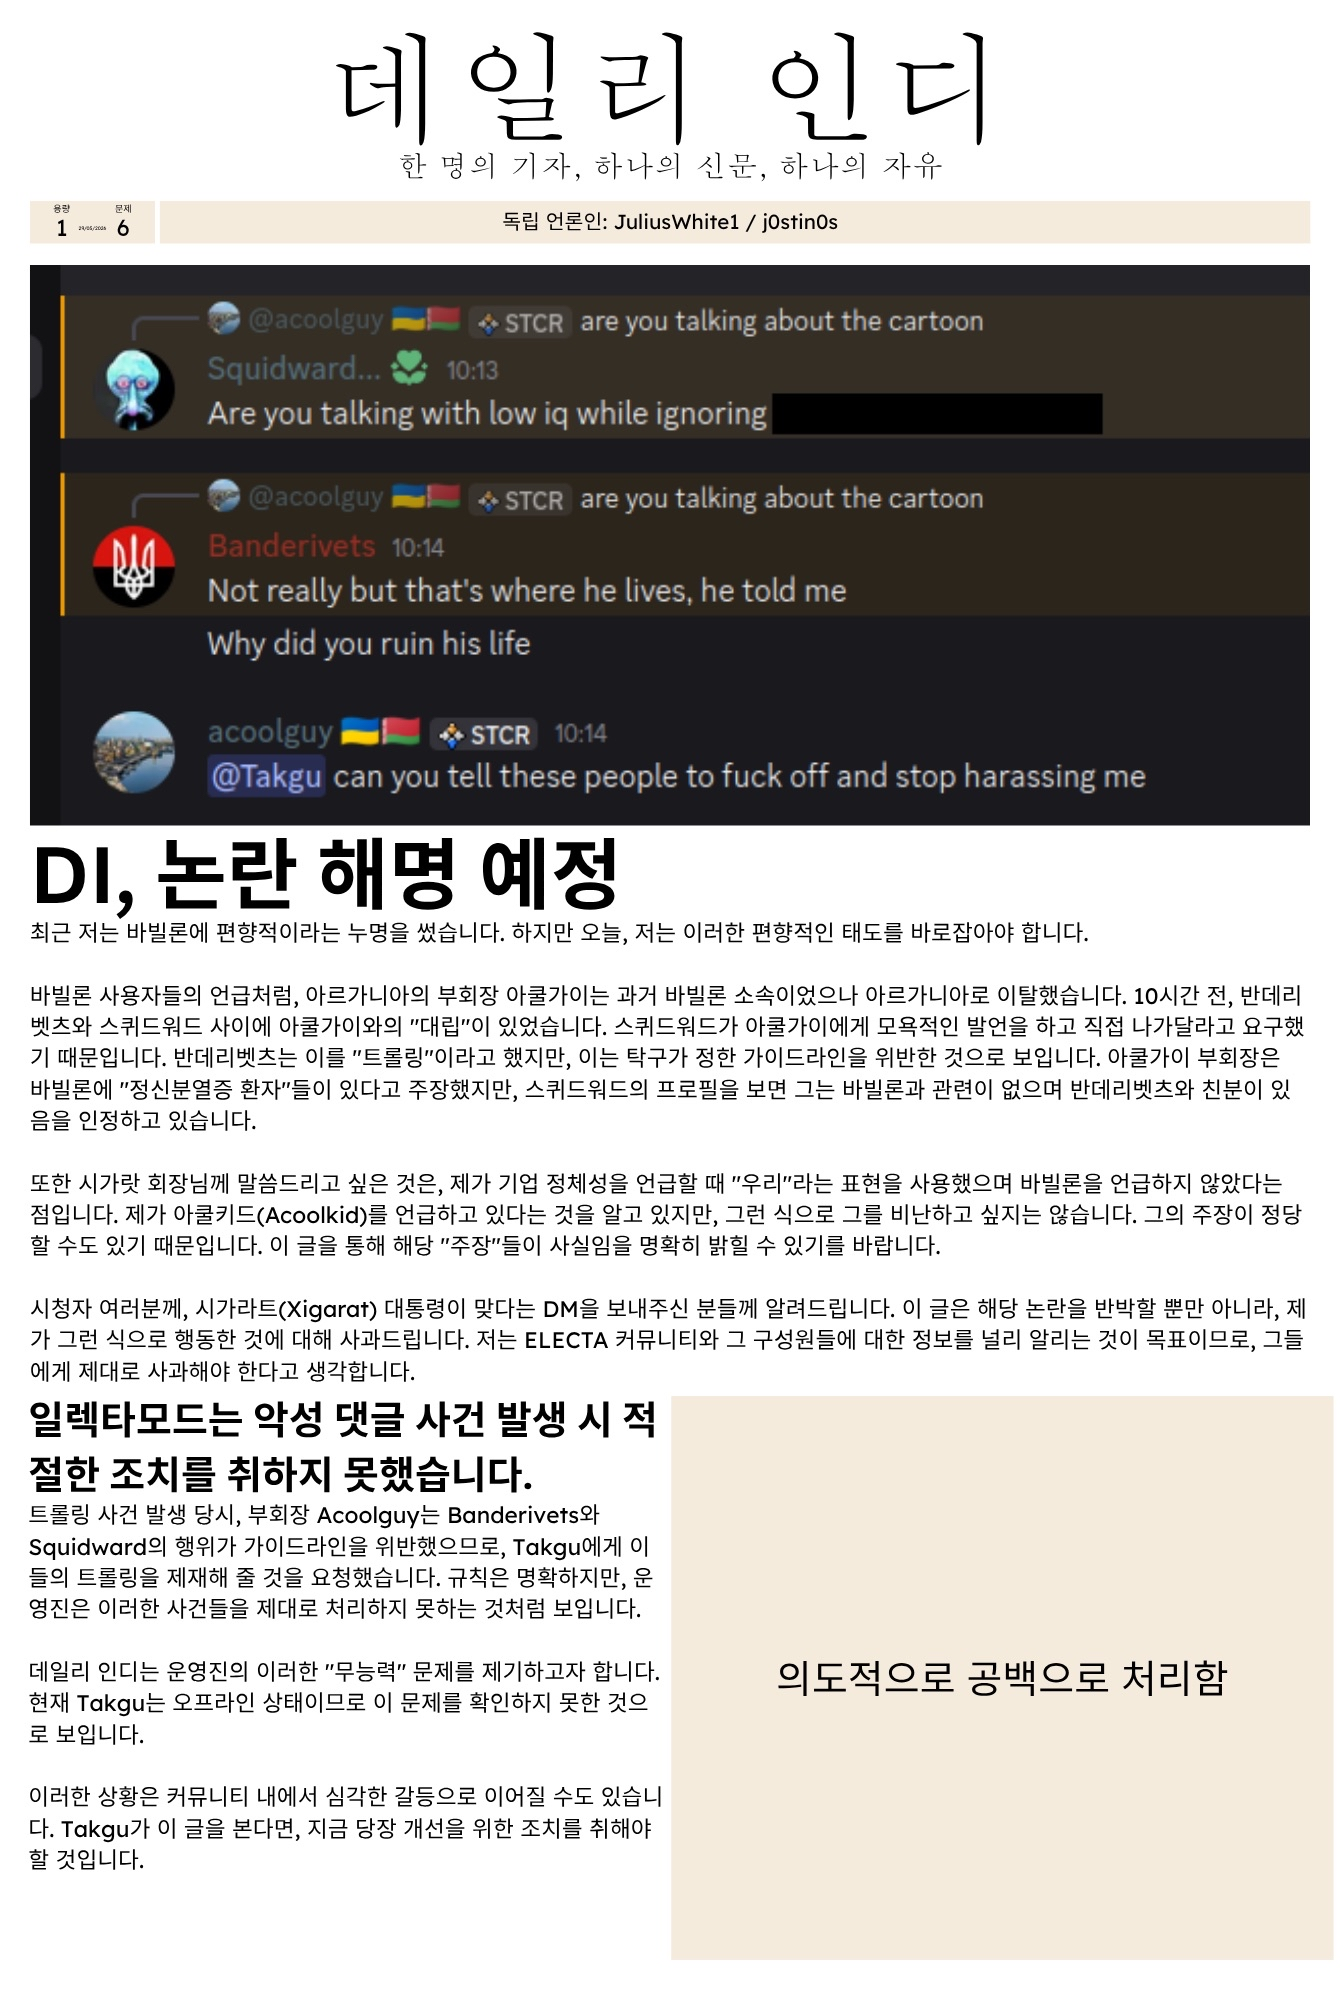 데일리 인디
한 명의 기자, 하나의 신문, 하나의 자유
용량 문제
1 29/05/2026 6
독립 언론인: JuliusWhite1 / j0stin0s
@acoolguy 🇺🇦🇧🇾 STCR are you talking about the cartoon
Squidward... 10:13
Are you talking with low iq while ignoring
@acoolguy 🇺🇦🇧🇾 STCR are you talking about the cartoon
Banderivets 10:14
Not really but that's where he lives, he told me
Why did you ruin his life
acoolguy 🇺🇦🇧🇾 STCR 10:14
@Takgu can you tell these people to fuck off and stop harassing me
DI, 논란 해명 예정
최근 저는 바빌론에 편향적이라는 누명을 썼습니다. 하지만 오늘, 저는 이러한 편향적인 태도를 바로잡아야 합니다.
바빌론 사용자들의 언급처럼, 아르가니아의 부회장 아쿨가이는 과거 바빌론 소속이었으나 아르가니아로 이탈했습니다. 10시간 전, 반데리
벳츠와 스퀴드워드 사이에 아쿨가이와의 "대립"이 있었습니다. 스퀴드워드가 아쿨가이에게 모욕적인 발언을 하고 직접 나가달라고 요구했
기 때문입니다. 반데리벳츠는 이를 "트롤링"이라고 했지만, 이는 탁구가 정한 가이드라인을 위반한 것으로 보입니다. 아쿨가이 부회장은
바빌론에 "정신분열증 환자"들이 있다고 주장했지만, 스퀴드워드의 프로필을 보면 그는 바빌론과 관련이 없으며 반데리벳츠와 친분이 있
음을 인정하고 있습니다.
또한 시가랏 회장님께 말씀드리고 싶은 것은, 제가 기업 정체성을 언급할 때 "우리"라는 표현을 사용했으며 바빌론을 언급하지 않았다는
점입니다. 제가 아쿨키드(Acoolkid)를 언급하고 있다는 것을 알고 있지만, 그런 식으로 그를 비난하고 싶지는 않습니다. 그의 주장이 정당
할 수도 있기 때문입니다. 이 글을 통해 해당 "주장"들이 사실임을 명확히 밝힐 수 있기를 바랍니다.
시청자 여러분께, 시가라트(Xigarat) 대통령이 맞다는 DM을 보내주신 분들께 알려드립니다. 이 글은 해당 논란을 반박할 뿐만 아니라, 제
가 그런 식으로 행동한 것에 대해 사과드립니다. 저는 ELECTA 커뮤니티와 그 구성원들에 대한 정보를 널리 알리는 것이 목표이므로, 그들
에게 제대로 사과해야 한다고 생각합니다.
일렉타모드는 악성 댓글 사건 발생 시 적
절한 조치를 취하지 못했습니다.
트롤링 사건 발생 당시, 부회장 Acoolguy는 Banderivets와
Squidward의 행위가 가이드라인을 위반했으므로, Takgu에게 이
들의 트롤링을 제재해 줄 것을 요청했습니다. 규칙은 명확하지만, 운
영진은 이러한 사건들을 제대로 처리하지 못하는 것처럼 보입니다.
데일리 인디는 운영진의 이러한 "무능력" 문제를 제기하고자 합니다.
현재 Takgu는 오프라인 상태이므로 이 문제를 확인하지 못한 것으
로 보입니다.
이러한 상황은 커뮤니티 내에서 심각한 갈등으로 이어질 수도 있습니
다. Takgu가 이 글을 본다면, 지금 당장 개선을 위한 조치를 취해야
할 것입니다.
의도적으로 공백으로 처리함